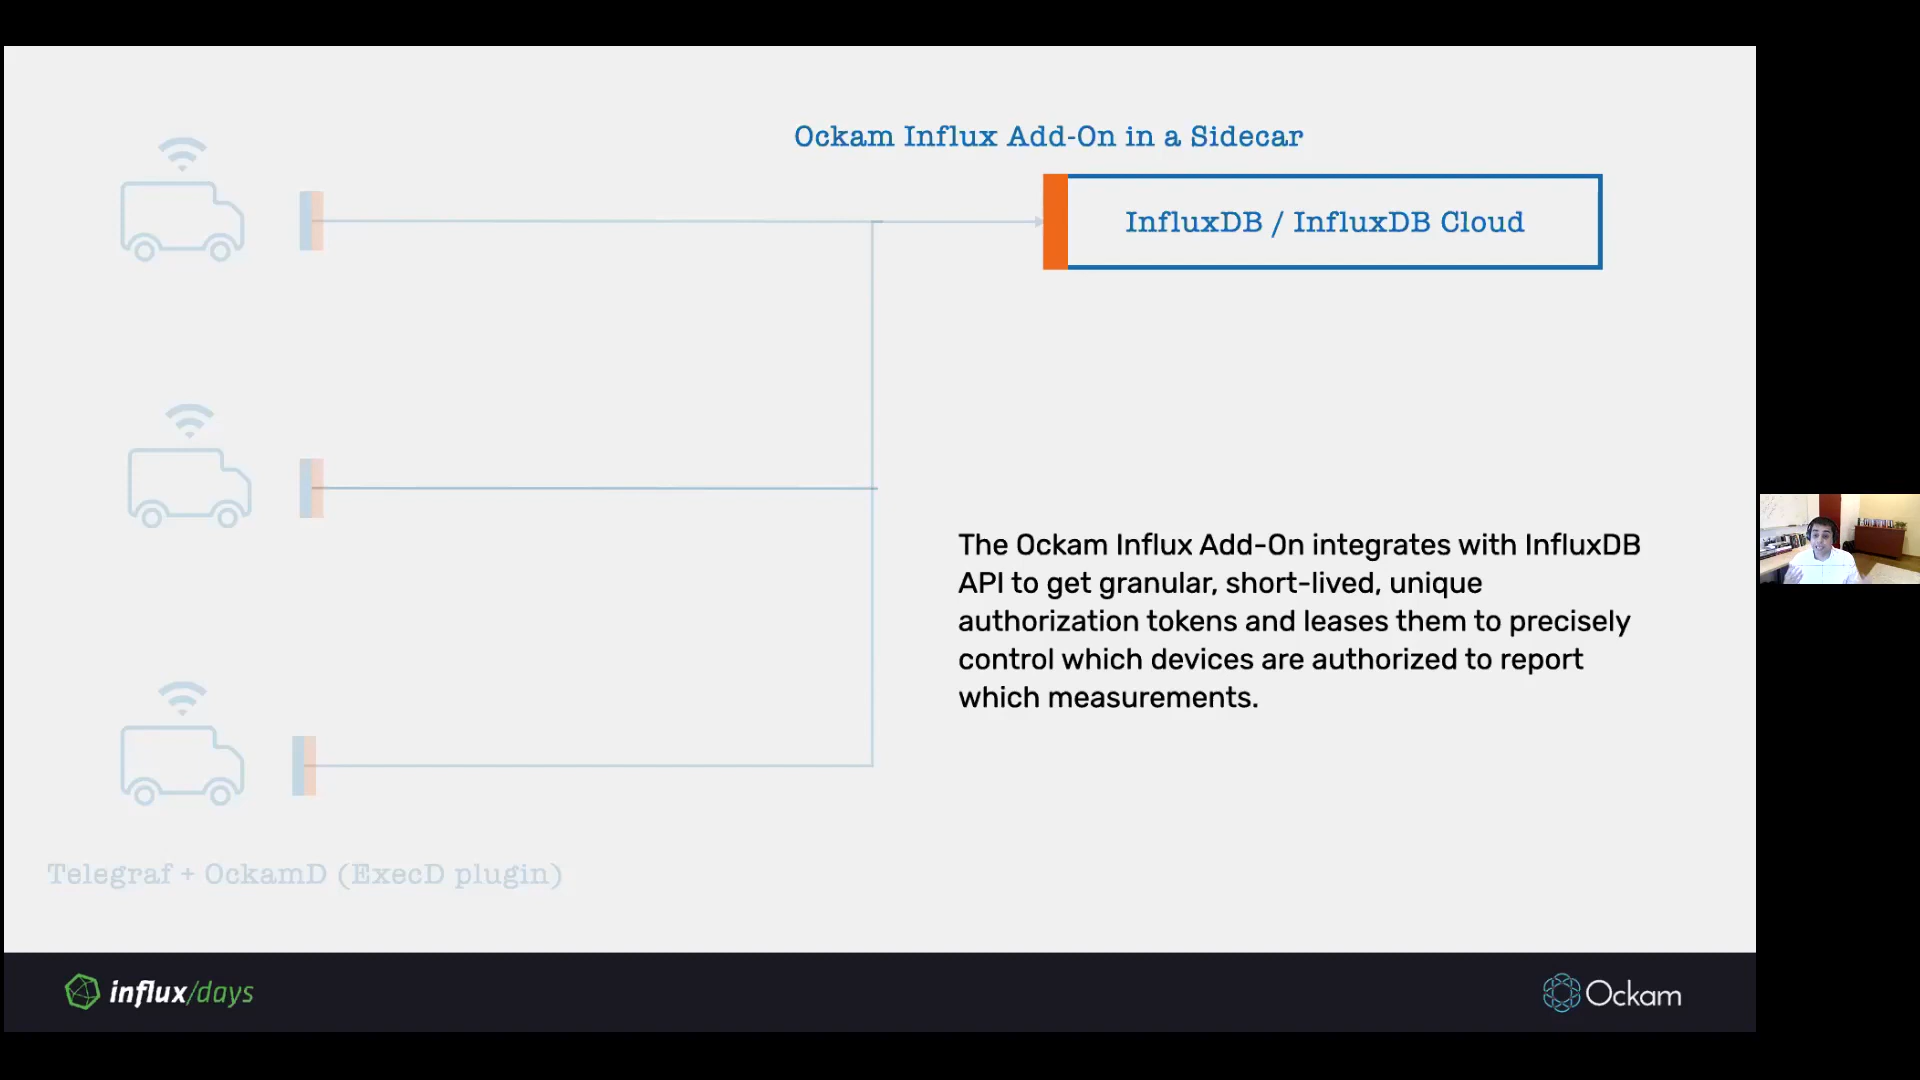 Ockam Influx Add-On in a Sidecar
InfluxDB / InfluxDB Cloud
The Ockam Influx Add-On integrates with InfluxDB
API to get granular, short-lived, unique
authorization tokens and leases them to precisely
control which devices are authorized to report
which measurements.
Telegraf + OckamD (ExecD plugin)
influx/days
Ockam